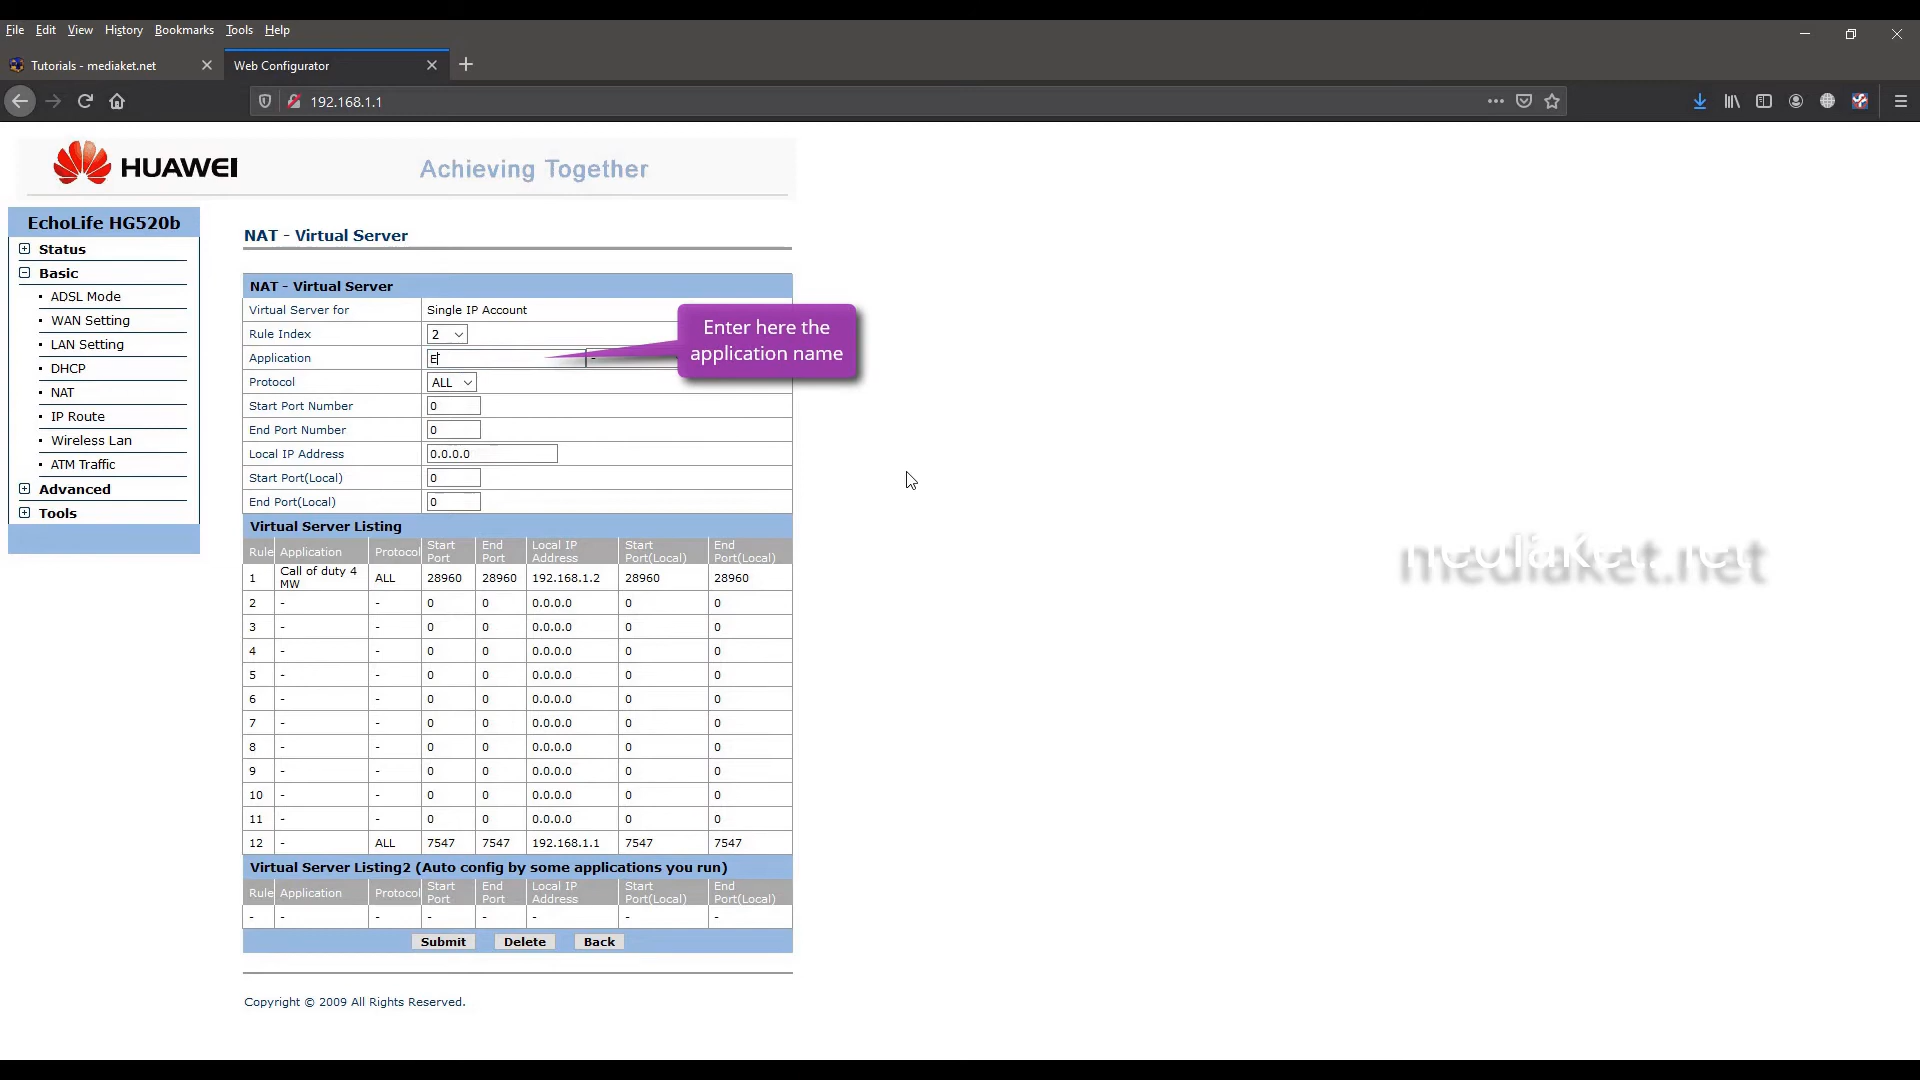 File Edit View History Bookmarks Tools Help
Tutorials - mediaket.net
Web Configurator
192.168.1.1
HUAWEI
Achieving Together
EchoLife HG520b
Status
Basic
ADSL Mode
WAN Setting
LAN Setting
DHCP
NAT
IP Route
Wireless Lan
ATM Traffic
Advanced
Tools
NAT - Virtual Server
NAT - Virtual Server
Virtual Server for Single IP Account
Rule Index 2
Application E -
Enter here the
application name
Protocol ALL
Start Port Number 0
End Port Number 0
Local IP Address 0.0.0.0
Start Port(Local) 0
End Port(Local) 0
Virtual Server Listing
Rule Application Protocol Start Port End Port Local IP Address Start Port(Local) End Port(Local)
1 Call of duty 4 MW ALL 28960 28960 192.168.1.2 28960 28960
2 - - 0 0 0.0.0.0 0 0
3 - - 0 0 0.0.0.0 0 0
4 - - 0 0 0.0.0.0 0 0
5 - - 0 0 0.0.0.0 0 0
6 - - 0 0 0.0.0.0 0 0
7 - - 0 0 0.0.0.0 0 0
8 - - 0 0 0.0.0.0 0 0
9 - - 0 0 0.0.0.0 0 0
10 - - 0 0 0.0.0.0 0 0
11 - - 0 0 0.0.0.0 0 0
12 - ALL 7547 7547 192.168.1.1 7547 7547
Virtual Server Listing2 (Auto config by some applications you run)
Rule Application Protocol Start Port End Port Local IP Address Start Port(Local) End Port(Local)
- - - - - - - -
Submit Delete Back
Copyright © 2009 All Rights Reserved.
mediaket.net